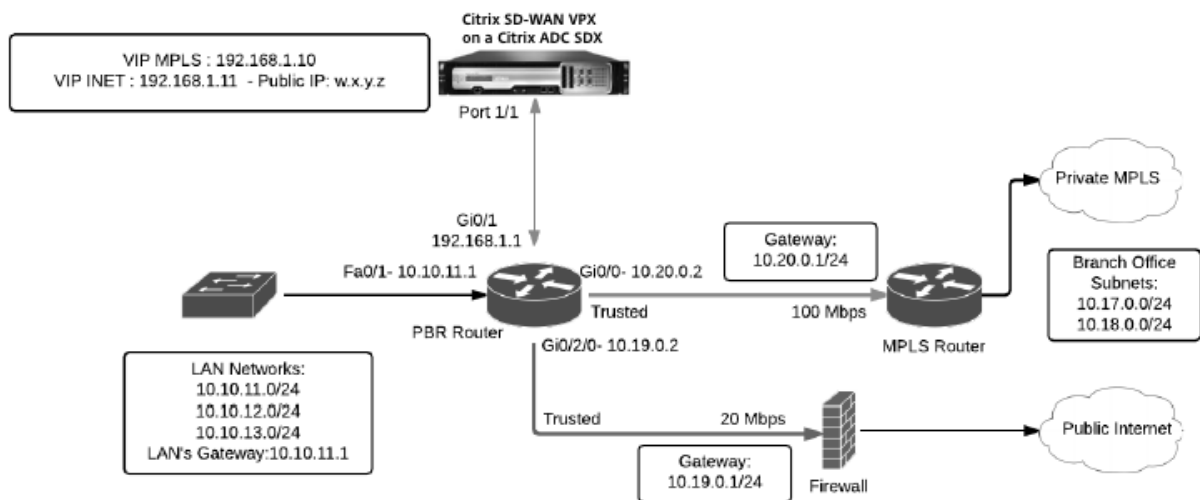 Citrix SD-WAN VPX
on a Citrix ADC SDX
VIP MPLS : 192.168.1.10
VIP INET : 192.168.1.11 - Public IP: w.x.y.z
Port 1/1
Private MPLS
Gi0/1
192.168.1.1
Gateway:
10.20.0.1/24
Fa0/1- 10.10.11.1
Gi0/0- 10.20.0.2
Branch Office
Subnets:
10.17.0.0/24
10.18.0.0/24
Trusted
100 Mbps
PBR Router
MPLS Router
Gi0/2/0- 10.19.0.2
LAN Networks:
10.10.11.0/24
10.10.12.0/24
10.10.13.0/24
LAN's Gateway:10.10.11.1
Trusted
20 Mbps
Public Internet
Gateway:
10.19.0.1/24
Firewall